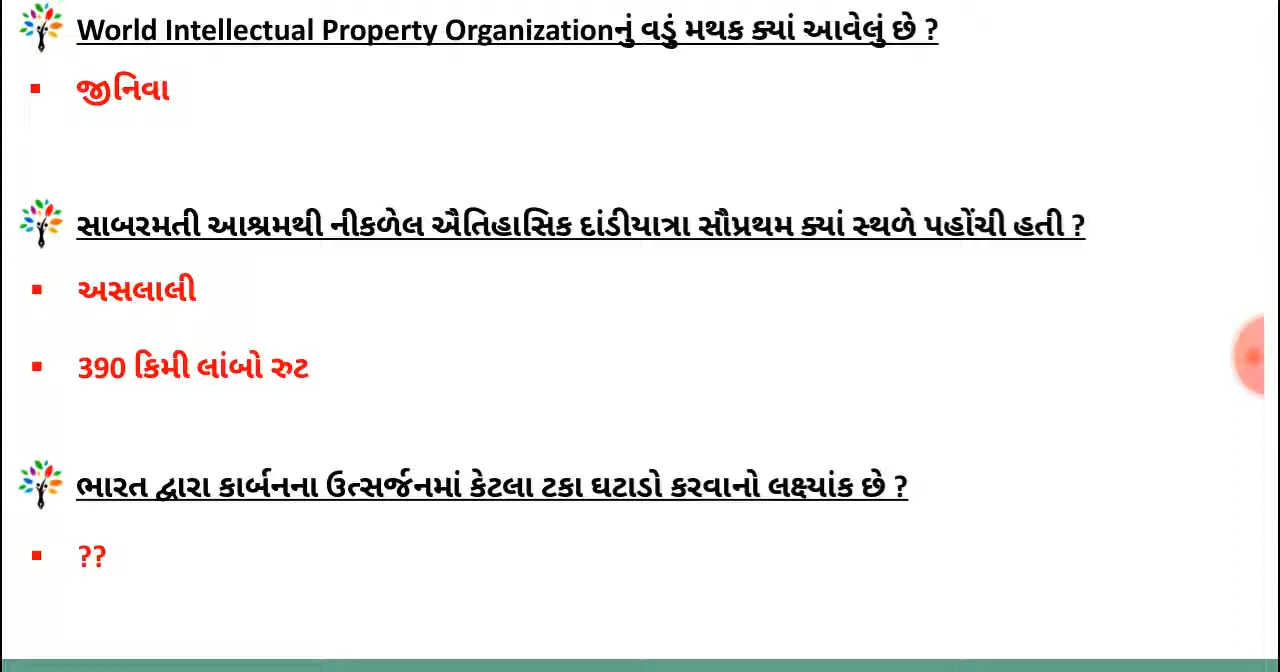 World Intellectual Property Organizationનું વડું મથક ક્યાં આવેલું છે ?
જીનિવા
સાબરમતી આશ્રમથી નીકળેલ ઐતિહાસિક દાંડીયાત્રા સૌપ્રથમ ક્યાં સ્થળે પહોંચી હતી ?
અસલાલી
390 કિમી લાંબો રુટ
ભારત દ્વારા કાર્બનના ઉત્સર્જનમાં કેટલા ટકા ઘટાડો કરવાનો લક્ષ્યાંક છે ?
??